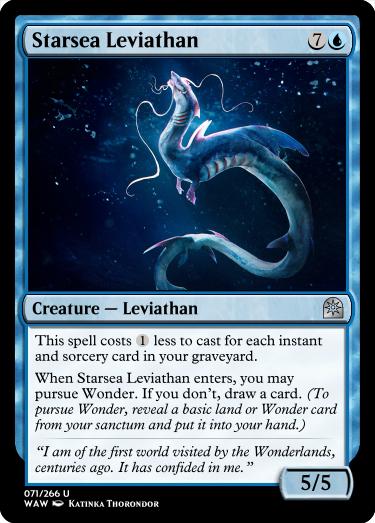 Starsea Leviathan 7
Creature — Leviathan
This spell costs 1 less to cast for each instant
and sorcery card in your graveyard.
When Starsea Leviathan enters, you may
pursue Wonder. If you don't, draw a card. (To
pursue Wonder, reveal a basic land or Wonder card
from your sanctum and put it into your hand.)
“I am of the first world visited by the Wonderlands,
centuries ago. It has confided in me.”
5/5
071/266 U
WAW Katinka Thorondor